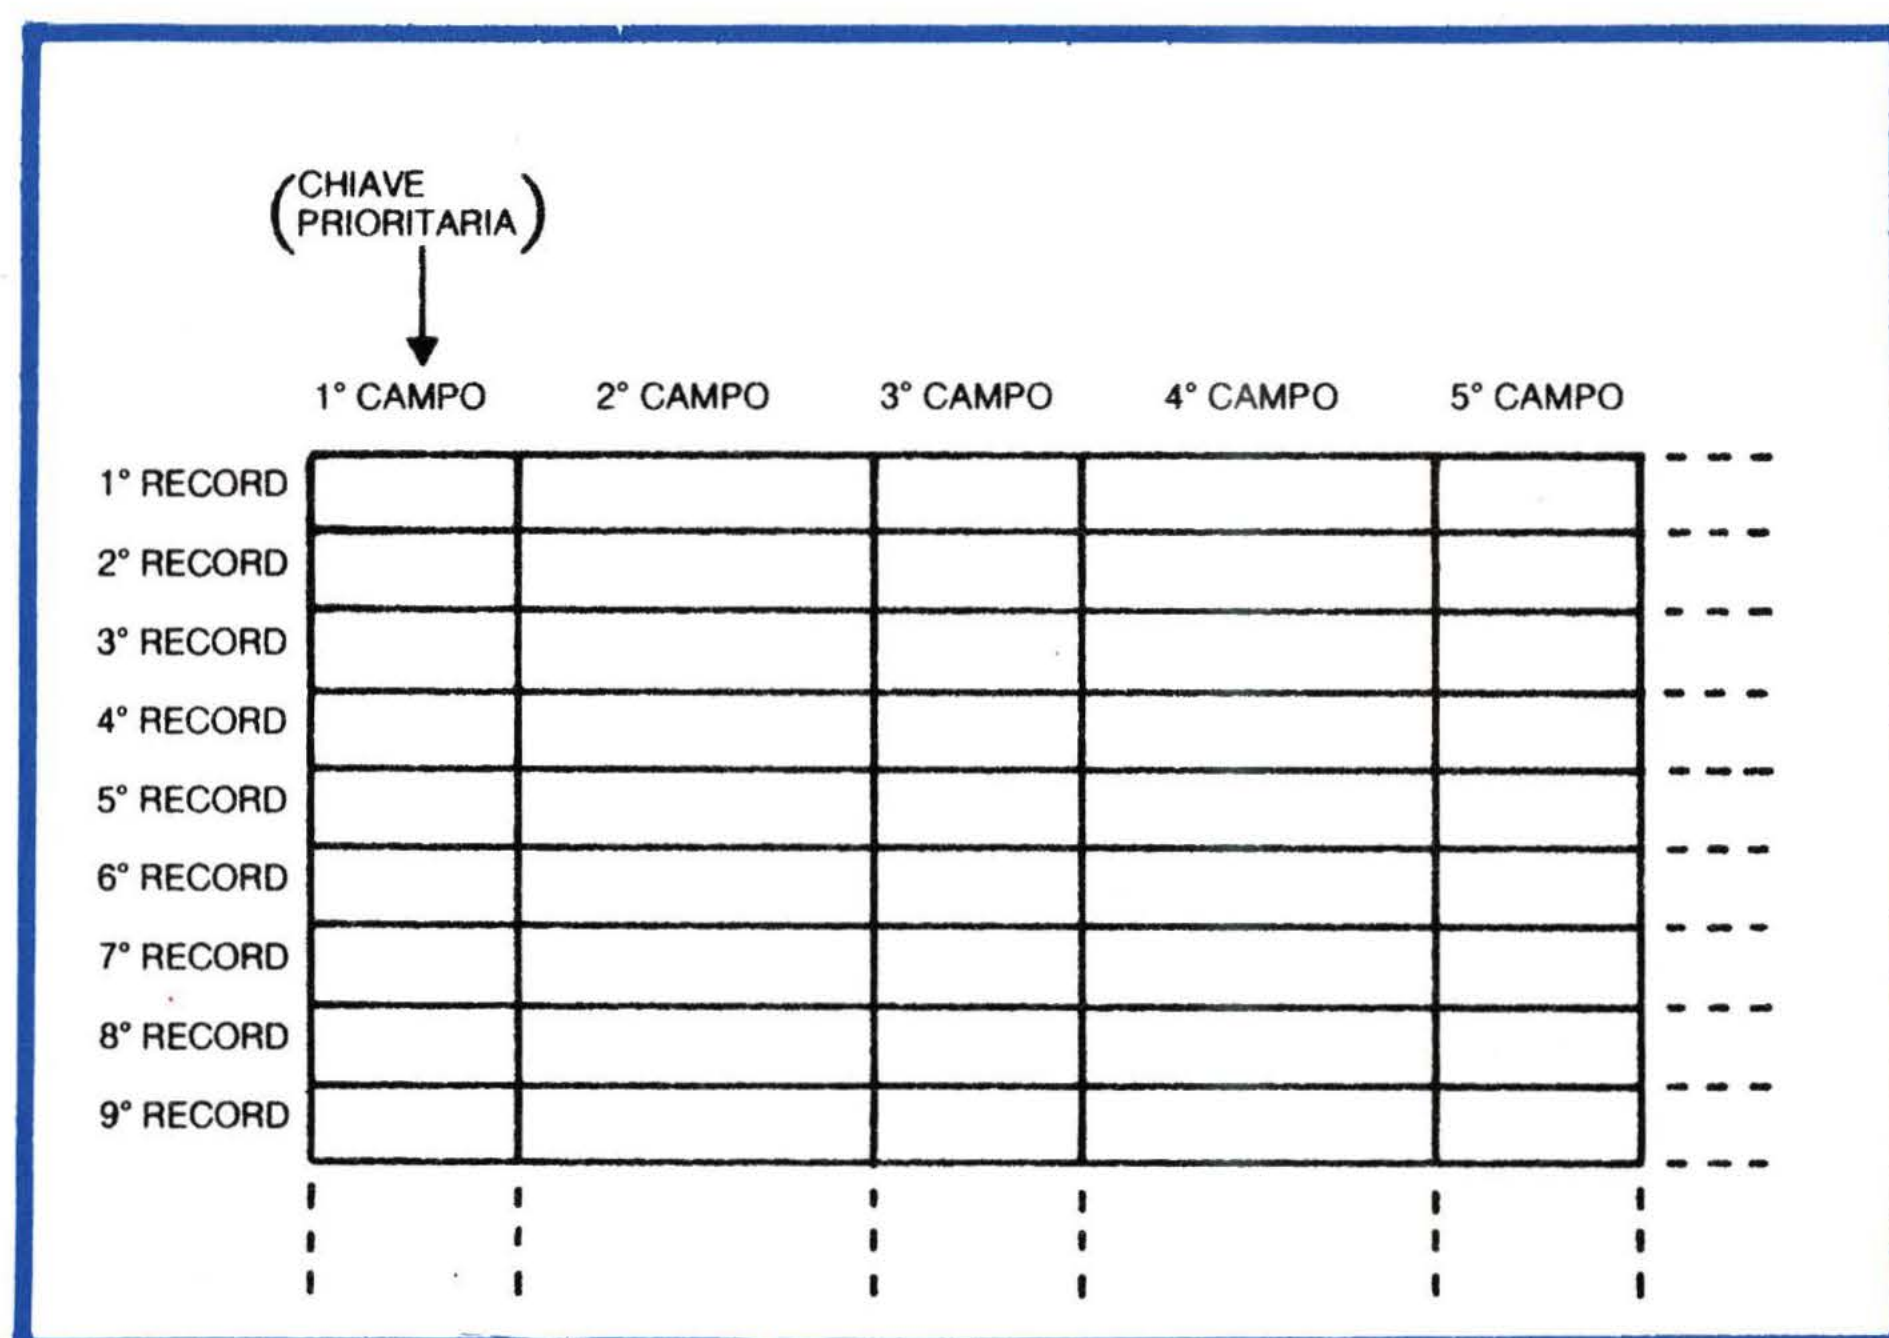 (CHIAVE
PRIORITARIA)
1° CAMPO 2° CAMPO 3° CAMPO 4° CAMPO 5° CAMPO
1° RECORD
2° RECORD
3° RECORD
4° RECORD
5° RECORD
6° RECORD
7° RECORD
8° RECORD
9° RECORD